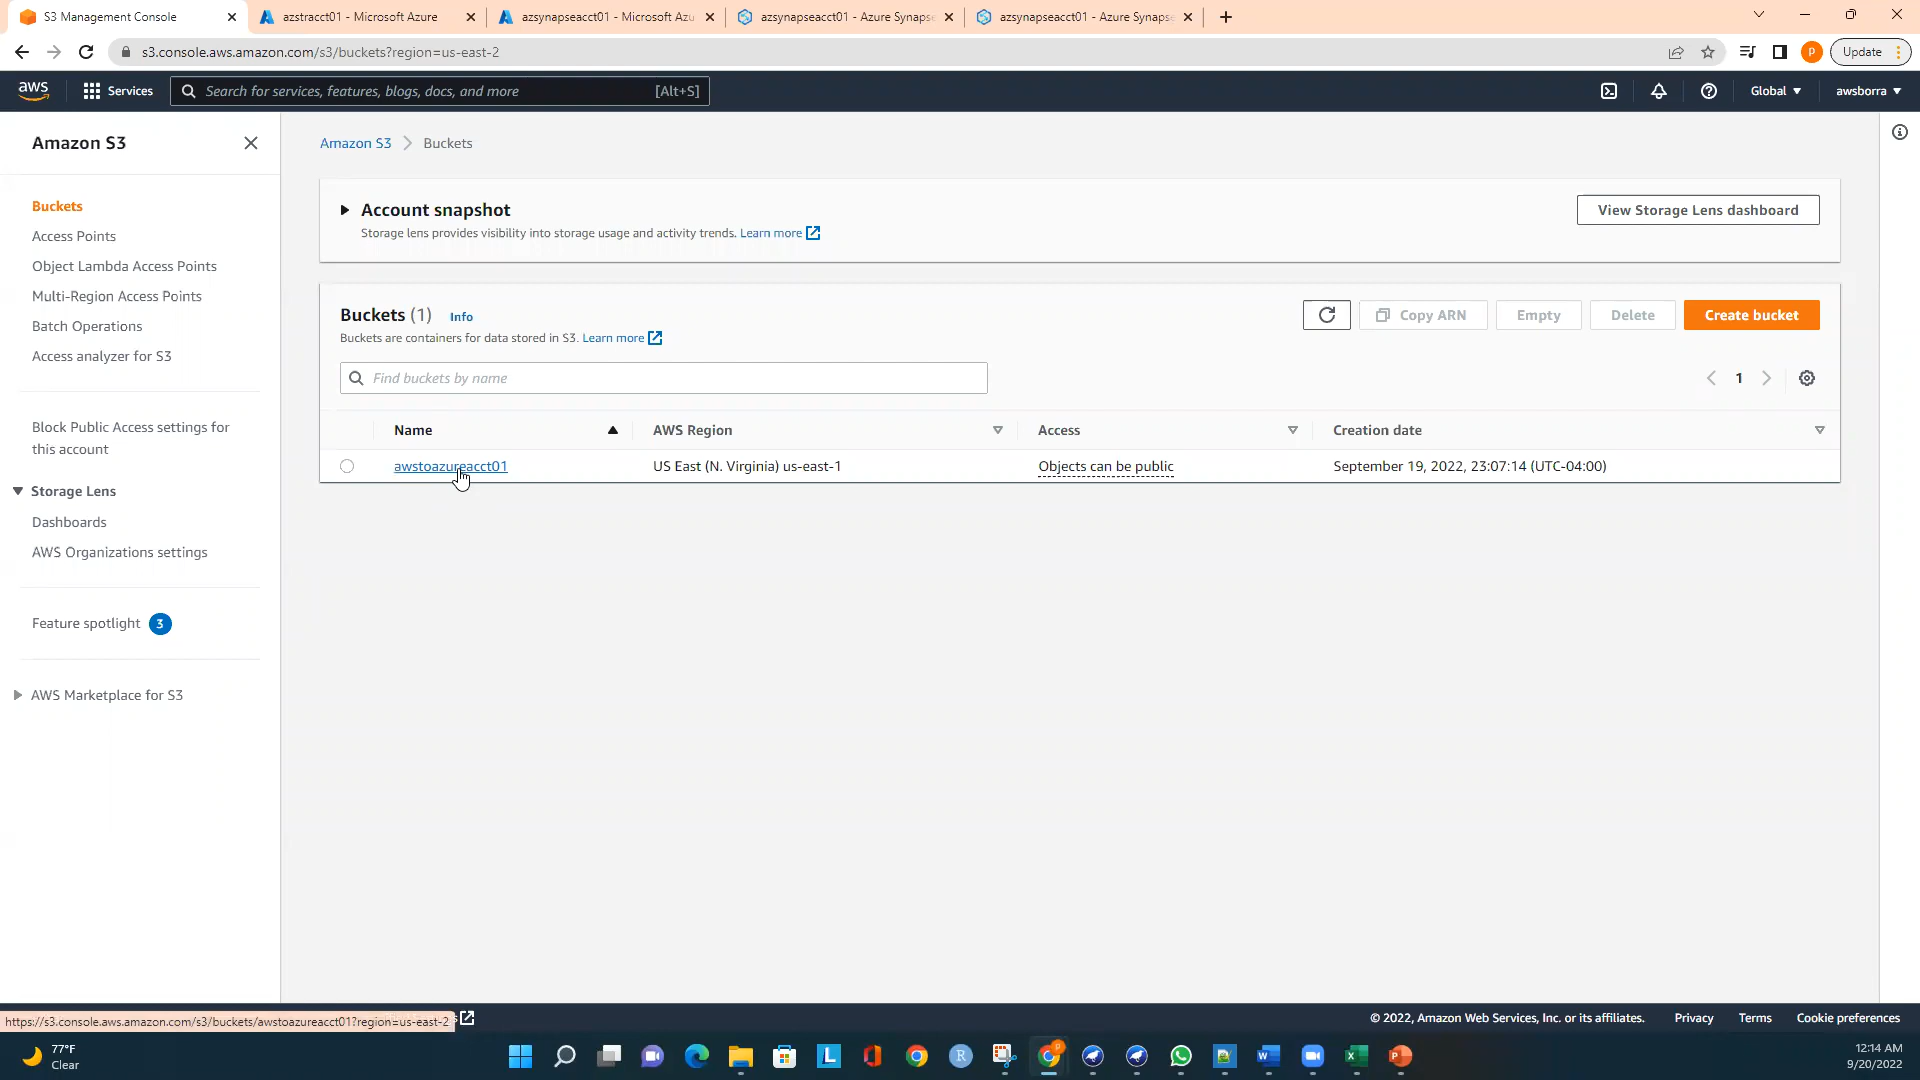 S3 Management Console
azstracct01 - Microsoft Azure
azsynapseacct01 - Microsoft Azu
azsynapseacct01 - Azure Synapse
azsynapseacct01 - Azure Synapse
s3.console.aws.amazon.com/s3/buckets?region=us-east-2
P
Update
aws
Services
Search for services, features, blogs, docs, and more
[Alt+S]
Global
awsborra
Amazon S3
Buckets
Access Points
Object Lambda Access Points
Multi-Region Access Points
Batch Operations
Access analyzer for S3
Block Public Access settings for
this account
Storage Lens
Dashboards
AWS Organizations settings
Feature spotlight 3
AWS Marketplace for S3
Amazon S3 > Buckets
Account snapshot
Storage lens provides visibility into storage usage and activity trends. Learn more
View Storage Lens dashboard
Buckets (1) Info
Buckets are containers for data stored in S3. Learn more
Copy ARN
Empty
Delete
Create bucket
Find buckets by name
1
Name AWS Region Access Creation date
awstoazureacct01 US East (N. Virginia) us-east-1 Objects can be public September 19, 2022, 23:07:14 (UTC-04:00)
https://s3.console.aws.amazon.com/s3/buckets/awstoazureacct01?region=us-east-2
© 2022, Amazon Web Services, Inc. or its affiliates. Privacy Terms Cookie preferences
77°F
Clear
12:14 AM
9/20/2022